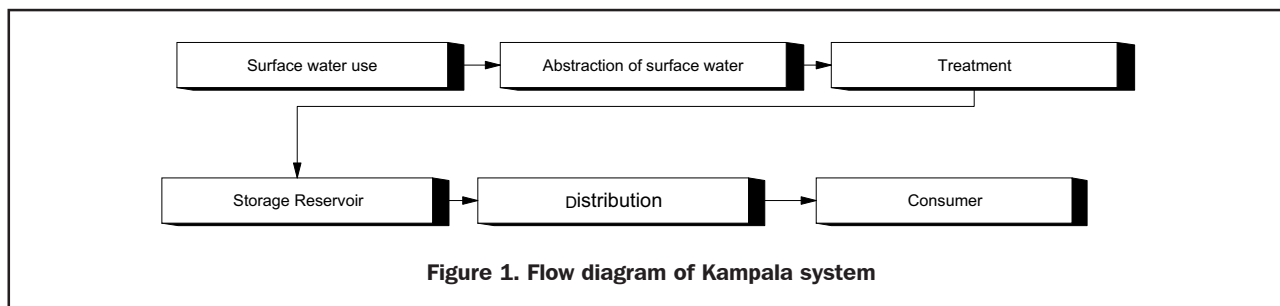 Surface water use
Abstraction of surface water
Treatment
Storage Reservoir
Distribution
Consumer
Figure 1. Flow diagram of Kampala system